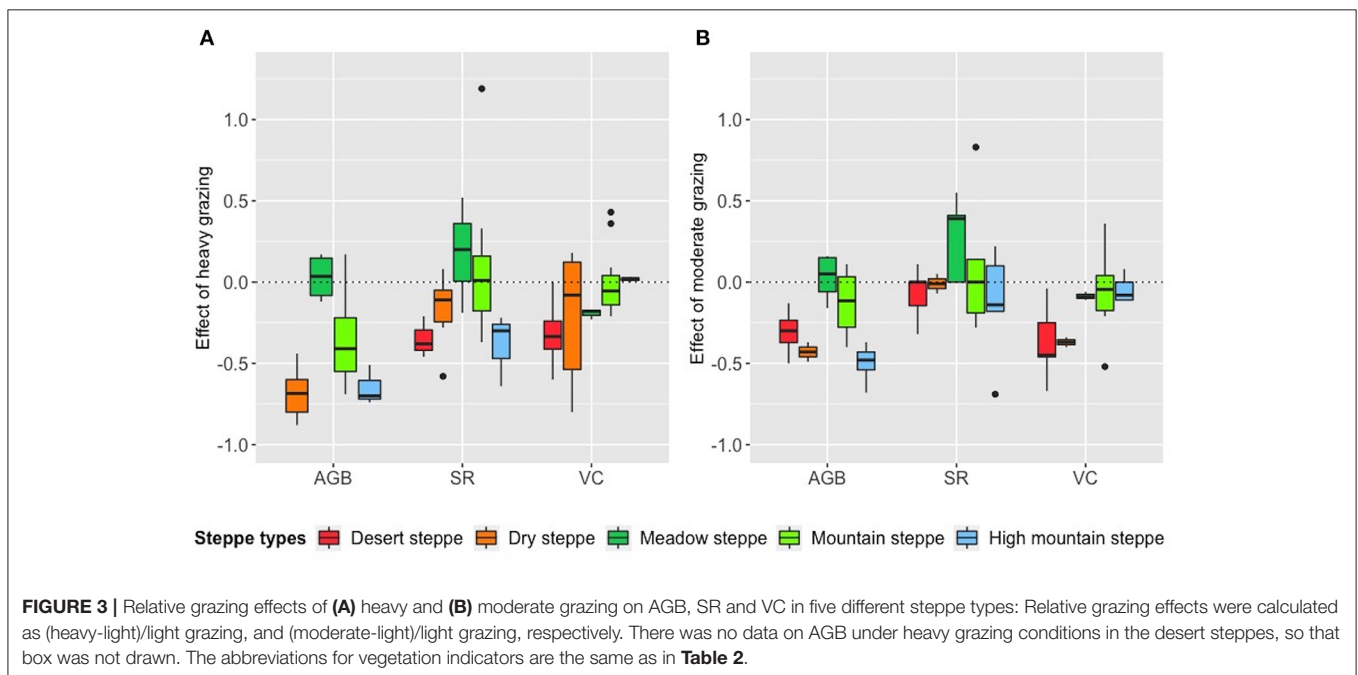 A
B
Effect of heavy grazing
1.0
0.5
0.0
-0.5
-1.0
AGB SR VC
Effect of moderate grazing
1.0
0.5
0.0
-0.5
-1.0
AGB SR VC
Steppe types Desert steppe Dry steppe Meadow steppe Mountain steppe High mountain steppe
FIGURE 3 | Relative grazing effects of (A) heavy and (B) moderate grazing on AGB, SR and VC in five different steppe types: Relative grazing effects were calculated
as (heavy-light)/light grazing, and (moderate-light)/light grazing, respectively. There was no data on AGB under heavy grazing conditions in the desert steppes, so that
box was not drawn. The abbreviations for vegetation indicators are the same as in Table 2.